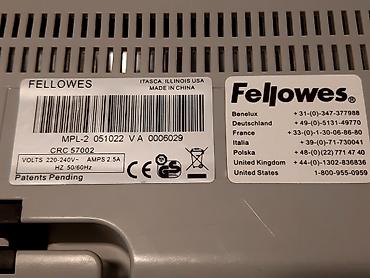 FELLOWES
ITASCA, ILLINOIS USA
MADE IN CHINA
MPL-2 051022 V A 0006029
CRC 57002
VOLTS 220-240V~ AMPS 2.5A
HZ 50/60Hz
Patents Pending
CE
GS
Fellowes®
Benelux +31-(0)-347-377988
Deutschland +49-(0)-5131-49770
France +33-(0)-1-30-06-86-80
Italia +39-(0)-71-730041
Polska +48-(0)(22) 771 47 40
United Kingdom +44-(0)-1302-836836
United States 1-800-955-0959